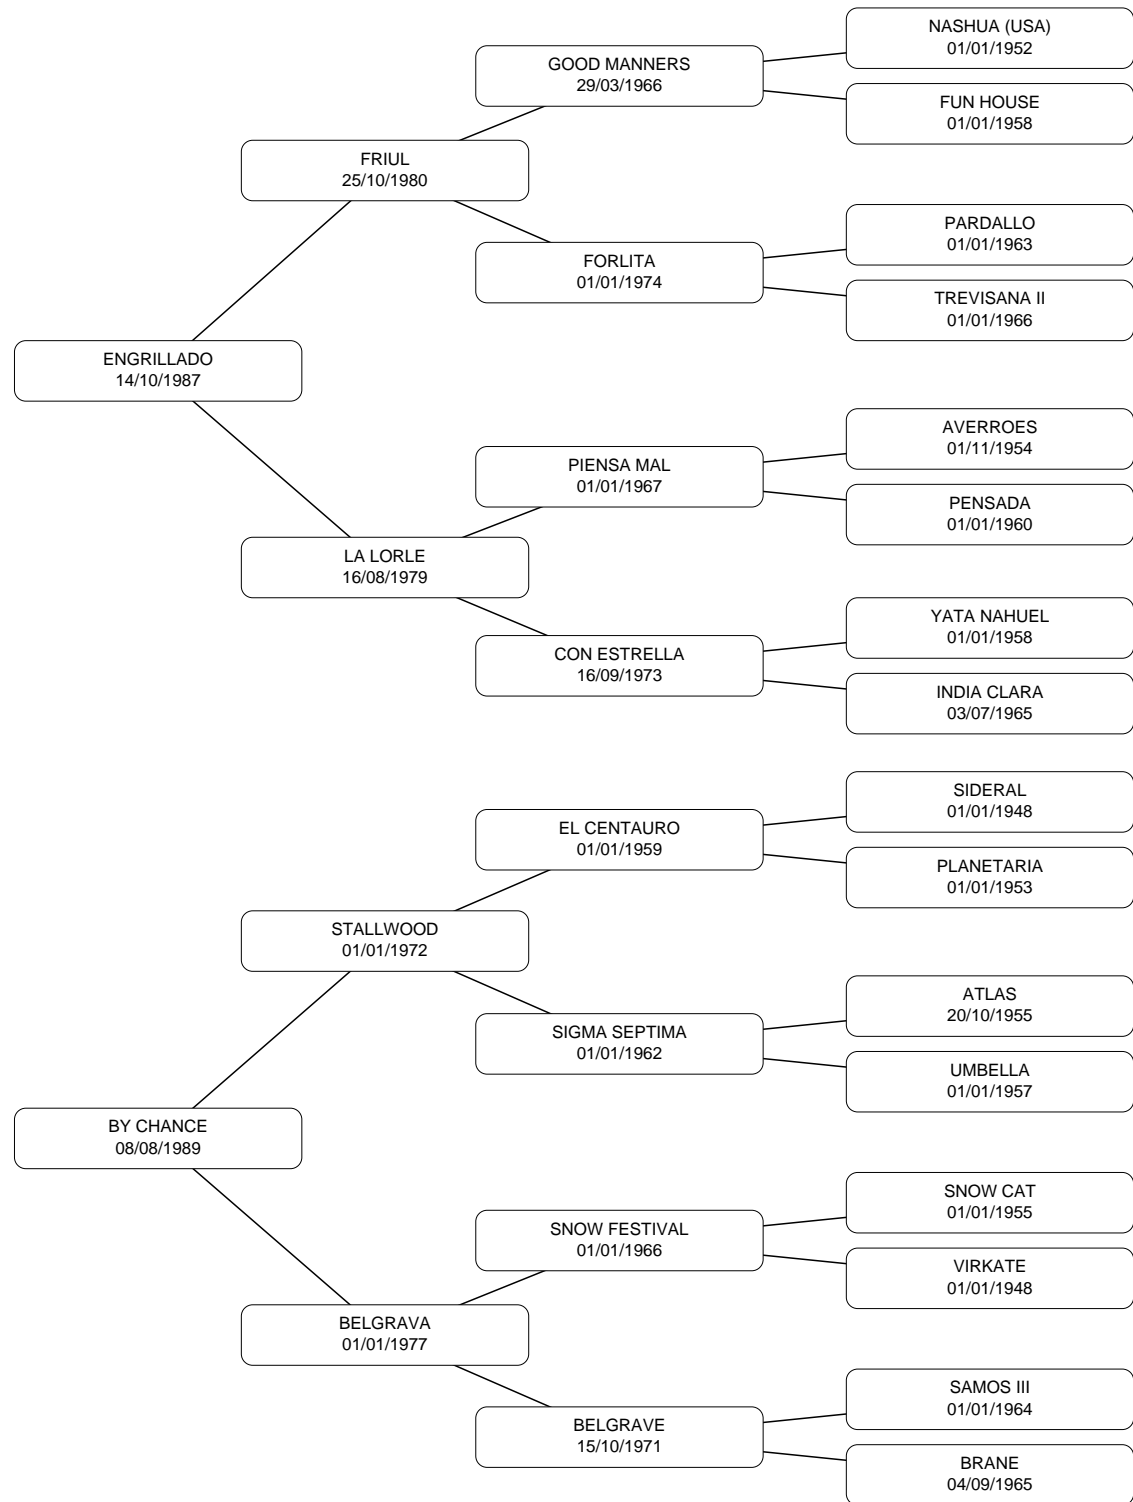 NASHUA (USA)
01/01/1952
GOOD MANNERS
29/03/1966
FUN HOUSE
01/01/1958
FRIUL
25/10/1980
PARDALLO
01/01/1963
FORLITA
01/01/1974
TREVISANA II
01/01/1966
ENGRILLADO
14/10/1987
AVERROES
01/11/1954
PIENSA MAL
01/01/1967
PENSADA
01/01/1960
LA LORLE
16/08/1979
YATA NAHUEL
01/01/1958
CON ESTRELLA
16/09/1973
INDIA CLARA
03/07/1965
SIDERAL
01/01/1948
EL CENTAURO
01/01/1959
PLANETARIA
01/01/1953
STALLWOOD
01/01/1972
ATLAS
20/10/1955
SIGMA SEPTIMA
01/01/1962
UMBELLA
01/01/1957
BY CHANCE
08/08/1989
SNOW CAT
01/01/1955
SNOW FESTIVAL
01/01/1966
VIRKATE
01/01/1948
BELGRAVA
01/01/1977
SAMOS III
01/01/1964
BELGRAVE
15/10/1971
BRANE
04/09/1965